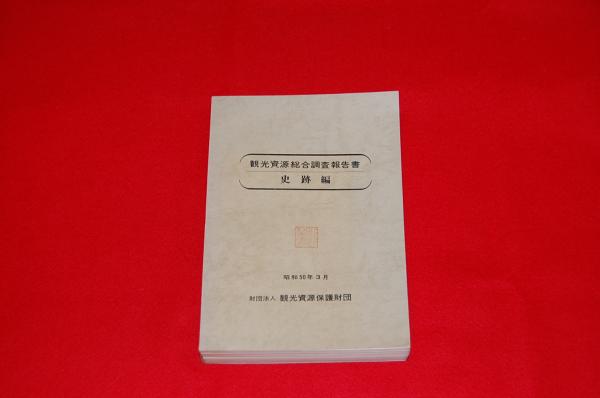 観光資源総合調査報告書
史跡編
昭和50年3月
財団法人 観光資源保護財団